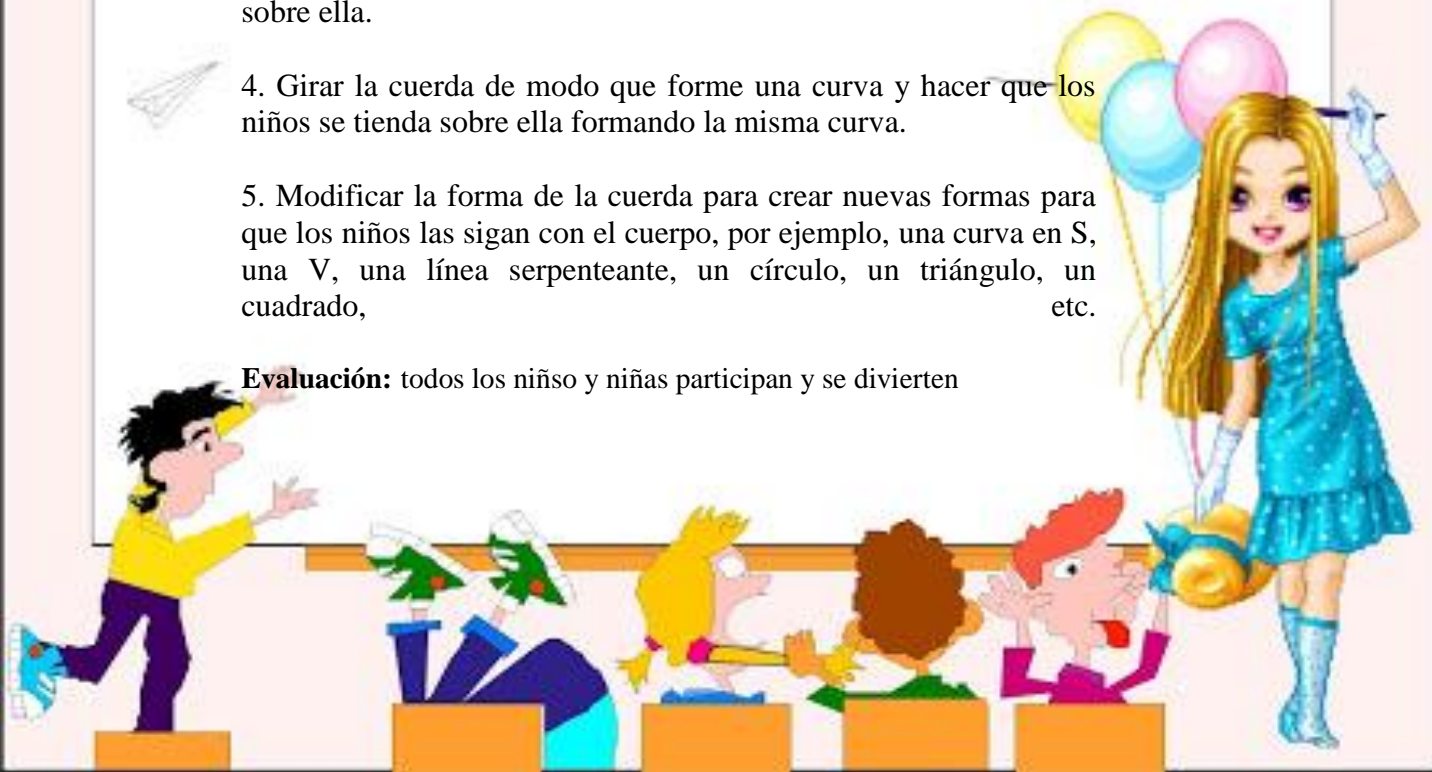 sobre ella.
4. Girar la cuerda de modo que forme una curva y hacer que los
niños se tienda sobre ella formando la misma curva.
5. Modificar la forma de la cuerda para crear nuevas formas para
que los niños las sigan con el cuerpo, por ejemplo, una curva en S,
una V, una línea serpenteante, un círculo, un triángulo, un
cuadrado, etc.
Evaluación: todos los niñso y niñas participan y se divierten